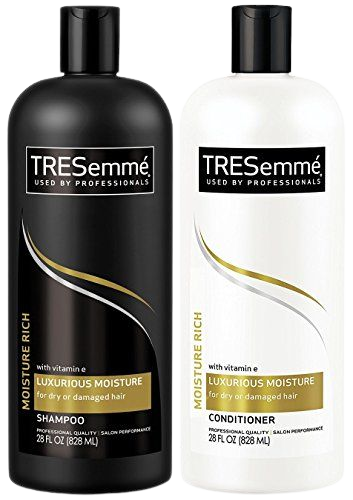 TRESemmé
USED BY PROFESSIONALS
MOISTURE RICH
with vitamin e
LUXURIOUS MOISTURE
for dry or damaged hair
SHAMPOO
PROFESSIONAL QUALITY | SALON PERFORMANCE
28 FL OZ (828 ML)
TRESemmé
USED BY PROFESSIONALS
MOISTURE RICH
with vitamin e
LUXURIOUS MOISTURE
for dry or damaged hair
CONDITIONER
PROFESSIONAL QUALITY | SALON PERFORMANCE
28 FL OZ (828 ML)